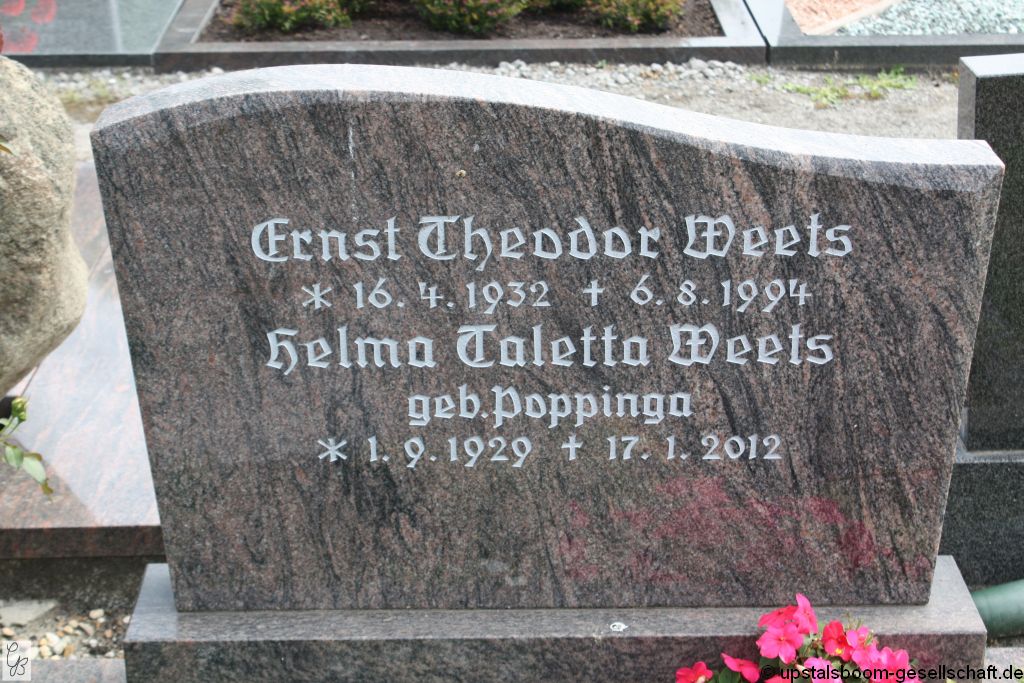 Ernst Theodor Weets
* 16. 4. 1932 † 6. 8. 1994
Helma Taletta Weets
geb. Poppinga
* 1. 9. 1929 † 17. 1. 2012
GB
© upstalsboom-gesellschaft.de